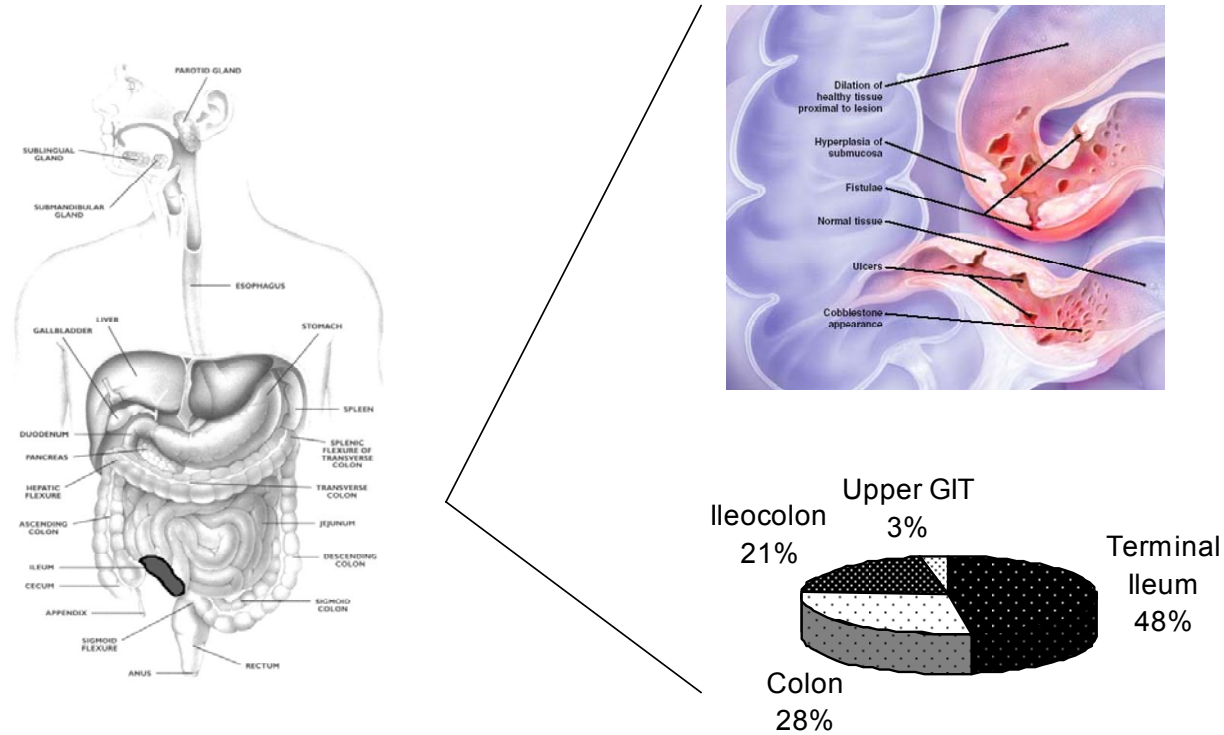 PAROTID GLAND
SUBLINGUAL
GLAND
SUBMANDIBULAR
GLAND
ESOPHAGUS
LIVER
GALLBLADDER
STOMACH
SPLEEN
DUODENUM
PANCREAS
SPLENIC
FLEXURE OF
TRANSVERSE
COLON
HEPATIC
FLEXURE
TRANSVERSE
COLON
ASCENDING
COLON
JEJUNUM
DESCENDING
COLON
ILEUM
CECUM
SIGMOID
COLON
APPENDIX
SIGMOID
FLEXURE
RECTUM
ANUS
Dilation of
healthy tissue
proximal to lesion
Hyperplasia of
submucosa
Fistulae
Normal tissue
Ulcers
Cobblestone
appearance
Upper GIT
3%
Ileocolon
21%
Terminal
Ileum
48%
Colon
28%